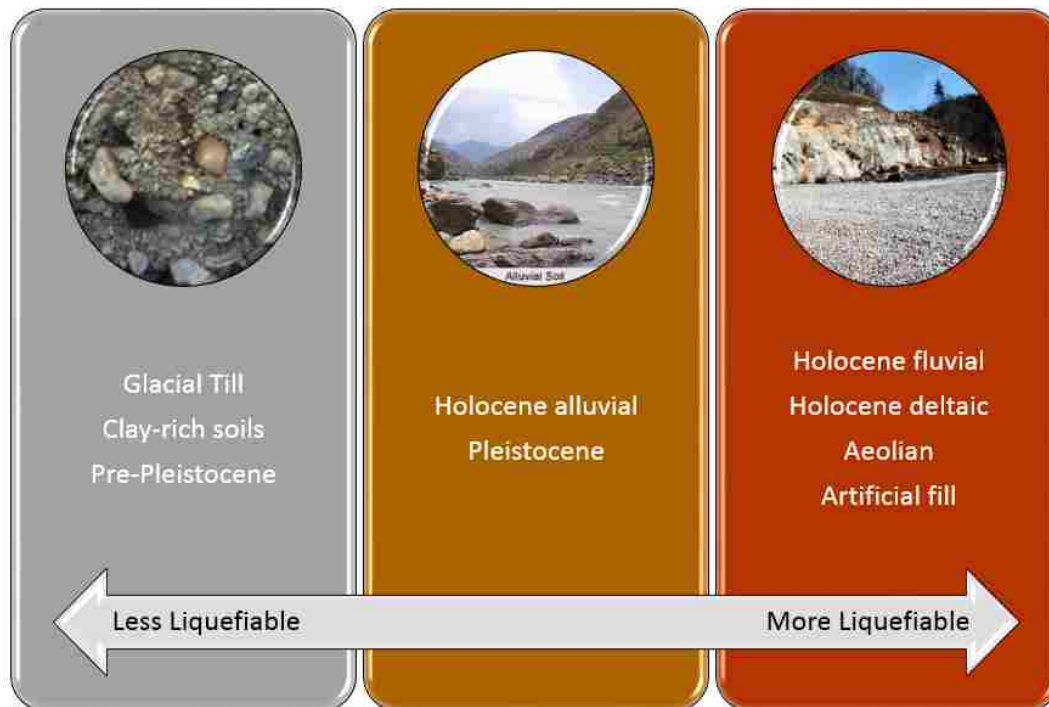 Alluvial Soil
Glacial Till
Clay-rich soils
Pre-Pleistocene
Holocene alluvial
Pleistocene
Holocene fluvial
Holocene deltaic
Aeolian
Artificial fill
Less Liquefiable
More Liquefiable